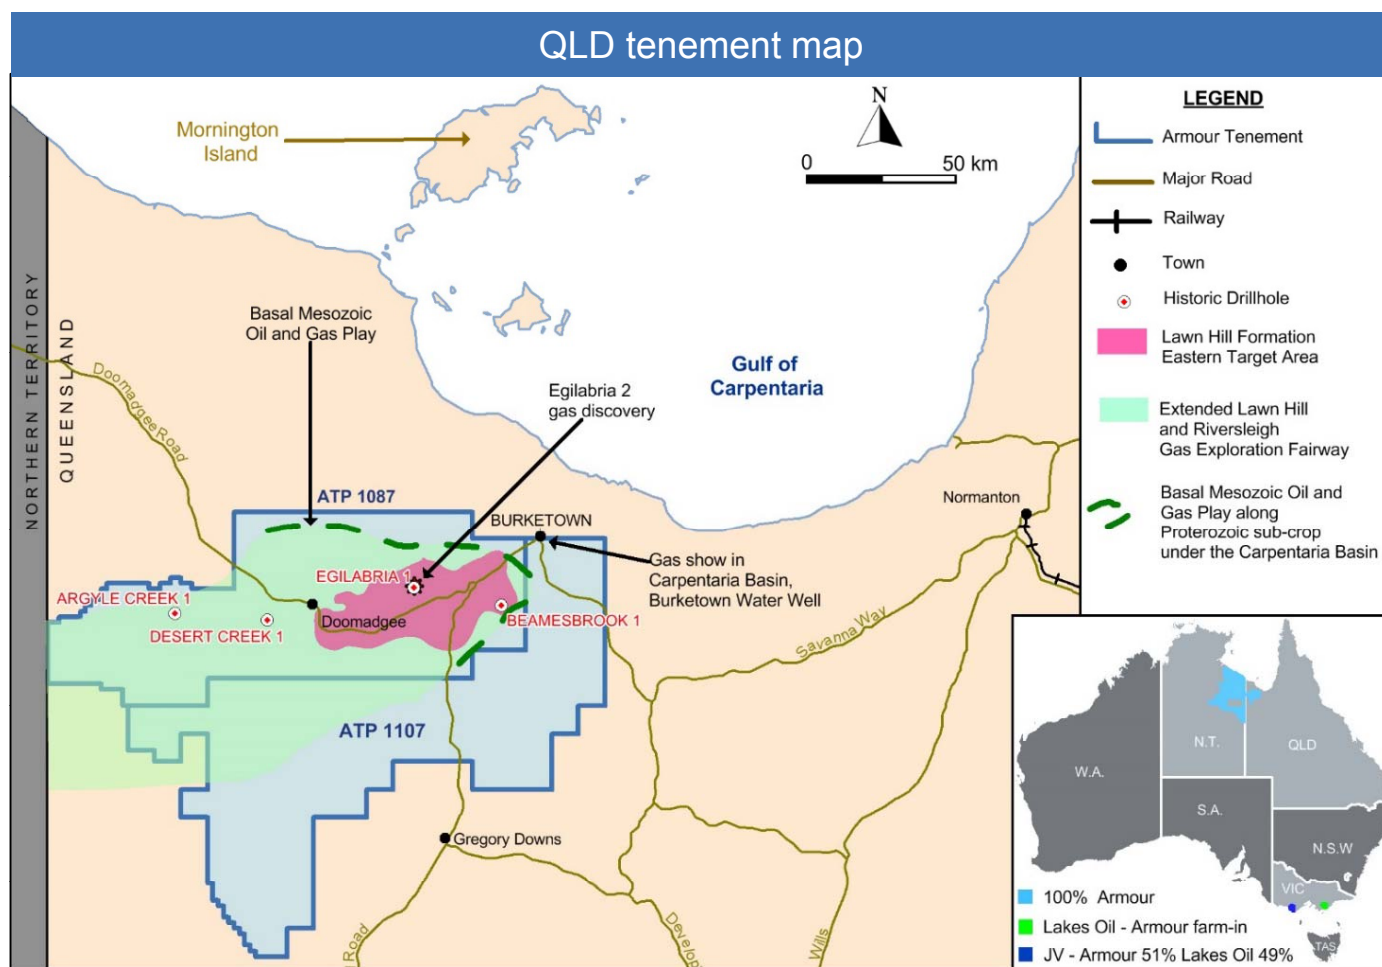 QLD tenement map
Mornington
Island
N
0 50 km
NORTHERN TERRITORY
QUEENSLAND
Basal Mesozoic
Oil and Gas Play
Doomadgee Road
Gulf of
Carpentaria
Egilabria 2
gas discovery
ATP 1087
BURKETOWN
Normanton
Gas show in
Carpentaria Basin,
Burketown Water Well
EGILABRIA 1
ARGYLE CREEK 1
DESERT CREEK 1
Doomadgee
BEAMESBROOK 1
Savanna Way
ATP 1107
Gregory Downs
Road
Develop
Wills
LEGEND
Armour Tenement
Major Road
Railway
Town
Historic Drillhole
Lawn Hill Formation
Eastern Target Area
Extended Lawn Hill
and Riversleigh
Gas Exploration Fairway
Basal Mesozoic Oil and
Gas Play along
Proterozoic sub-crop
under the Carpentaria Basin
W.A.
N.T.
QLD
S.A.
N.S.W
VIC
TAS
100% Armour
Lakes Oil - Armour farm-in
JV - Armour 51% Lakes Oil 49%